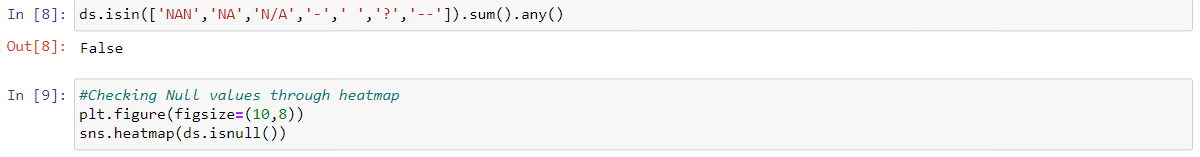 In [8]: ds.isin(['NAN','NA','N/A','-',' ','?','--']).sum().any()
Out[8]: False
In [9]: #Checking Null values through heatmap
plt.figure(figsize=(10,8))
sns.heatmap(ds.isnull())